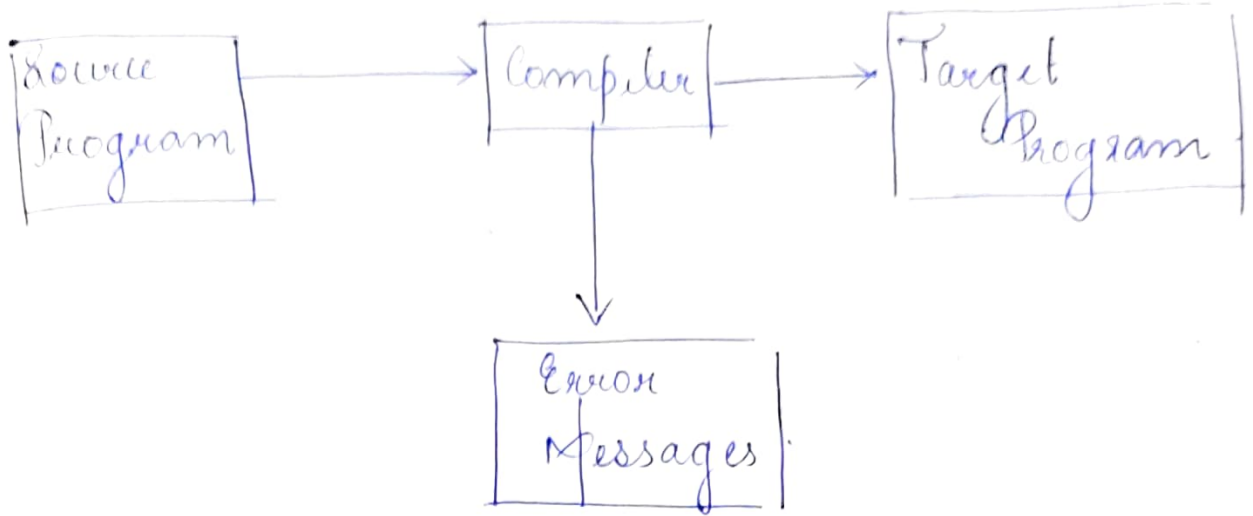 Source
Program
Compiler
Target
Program
Error
Messages